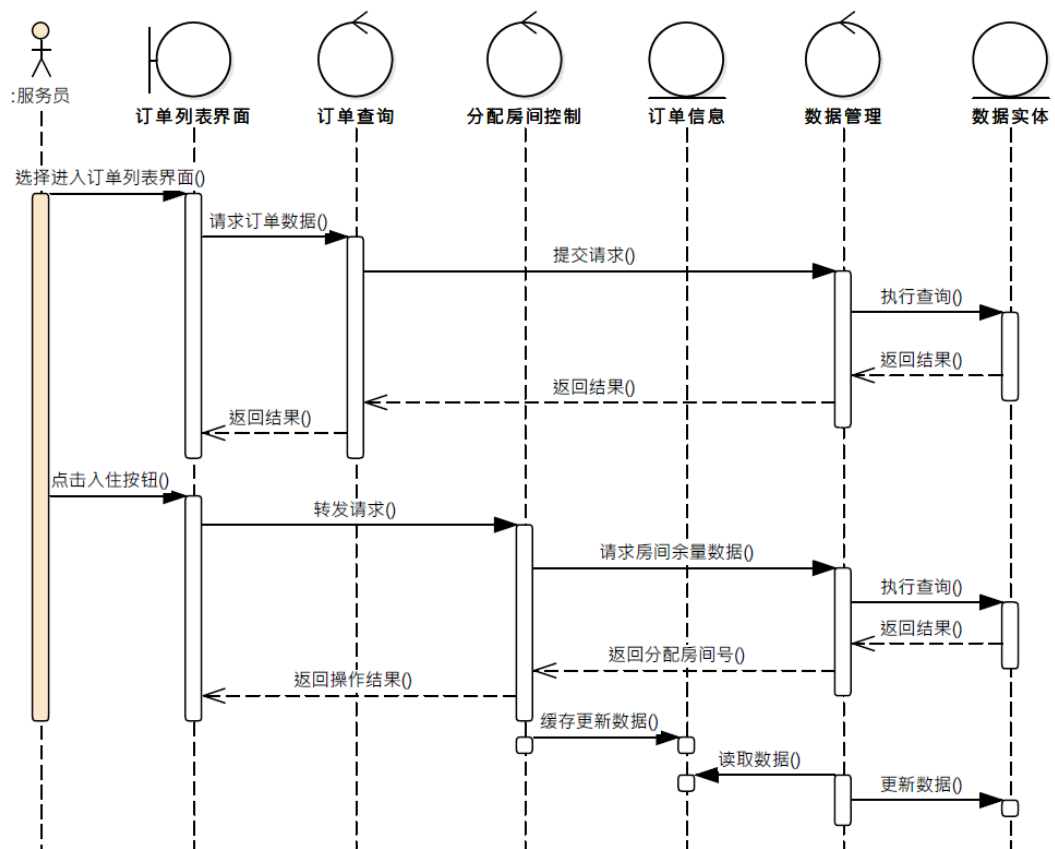 :服务员
订单列表界面
订单查询
分配房间控制
订单信息
数据管理
数据实体
选择进入订单列表界面()
请求订单数据()
提交请求()
执行查询()
返回结果()
返回结果()
返回结果()
点击入住按钮()
转发请求()
请求房间余量数据()
执行查询()
返回结果()
返回分配房间号()
返回操作结果()
缓存更新数据()
读取数据()
更新数据()